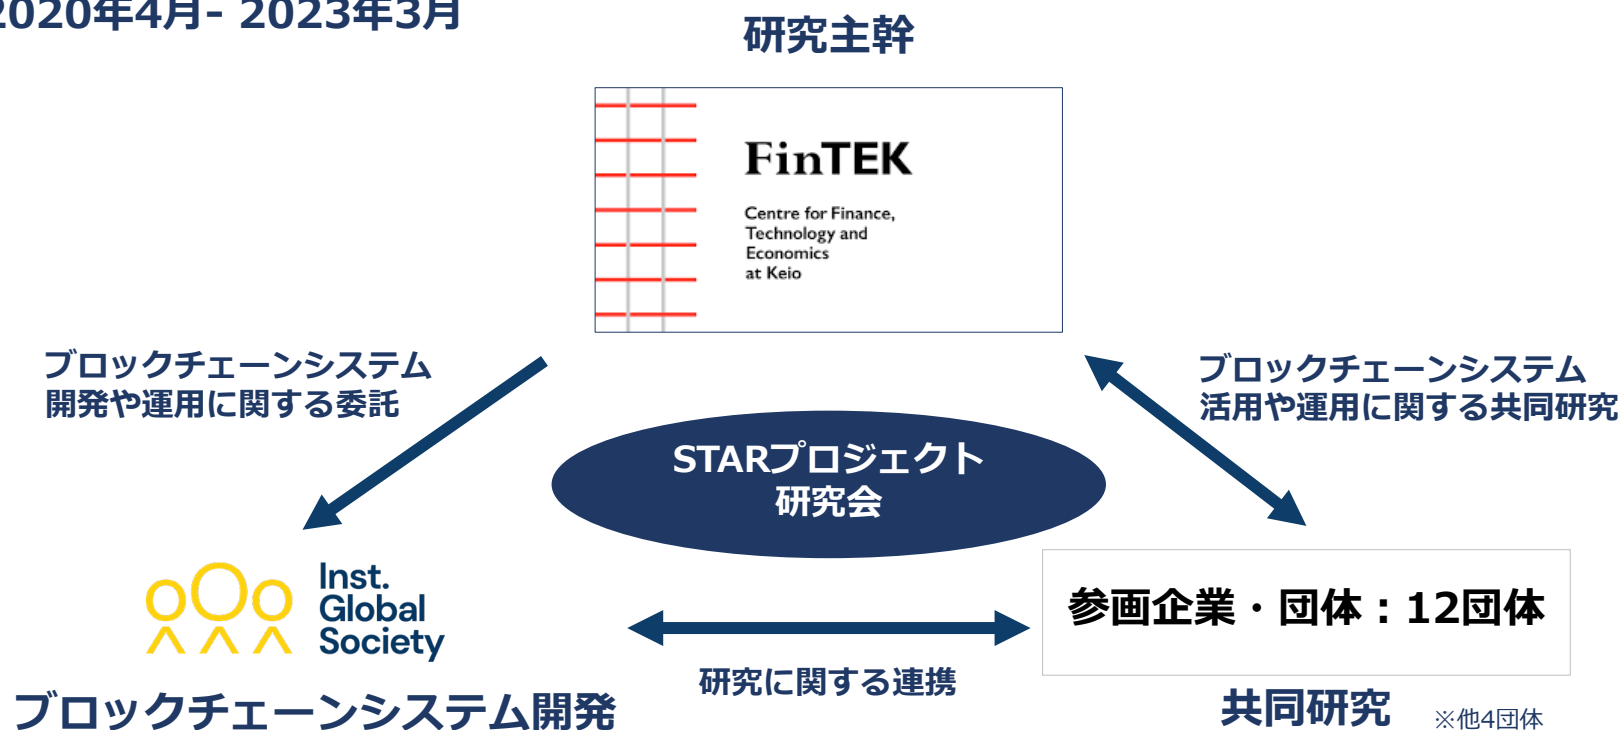 2020年4月- 2023年3月
研究主幹
FinTEK
Centre for Finance,
Technology and
Economics
at Keio
ブロックチェーンシステム
開発や運用に関する委託
ブロックチェーンシステム
活用や運用に関する共同研究
STARプロジェクト
研究会
Inst.
Global
Society
参画企業・団体：12団体
研究に関する連携
ブロックチェーンシステム開発
共同研究
※他4団体